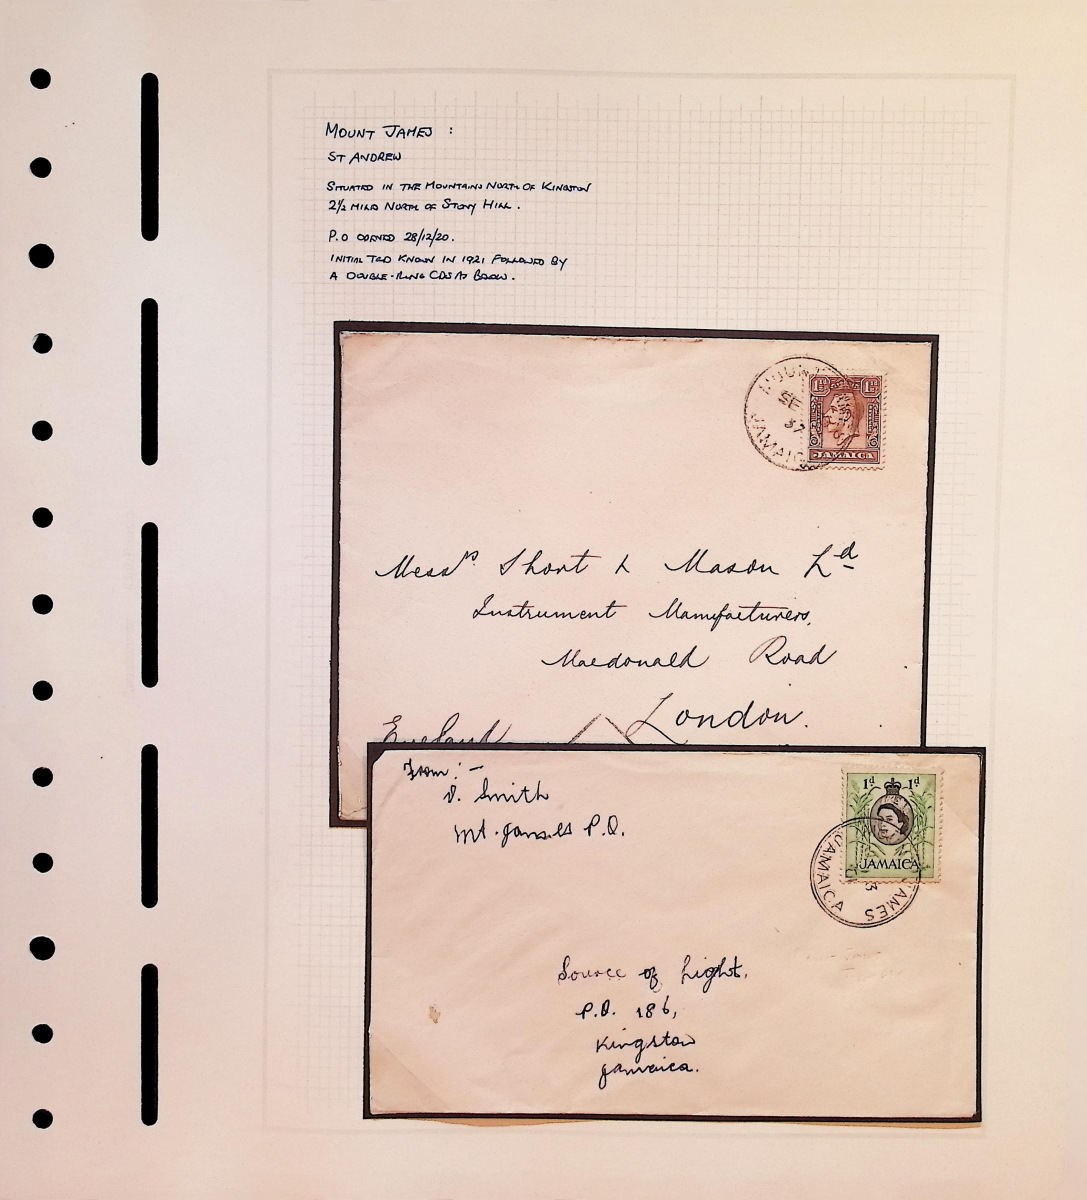 MOUNT JAMES :
ST ANDREW
SITUATED IN THE MOUNTAINS NORTH OF KINGSTON
2½ MILES NORTH OF STONY HILL .
P.O OPENED 28/12/20.
INITIAL TRD KNOWN IN 1921 FOLLOWED BY
A DOUBLE-RING CDS AS BELOW.
MOUNT
SE
37
JAMAICA
JAMAICA
Messrs Short & Mason Ld
Instrument Manufacturers,
Macdonald Road
London.
England
From:-
V. Smith
Mt. James P.O.
1d 1d
JAMAICA
MOUNT JAMES
JAMAICA
Source of Light,
P.O. 186,
Kingston
Jamaica.